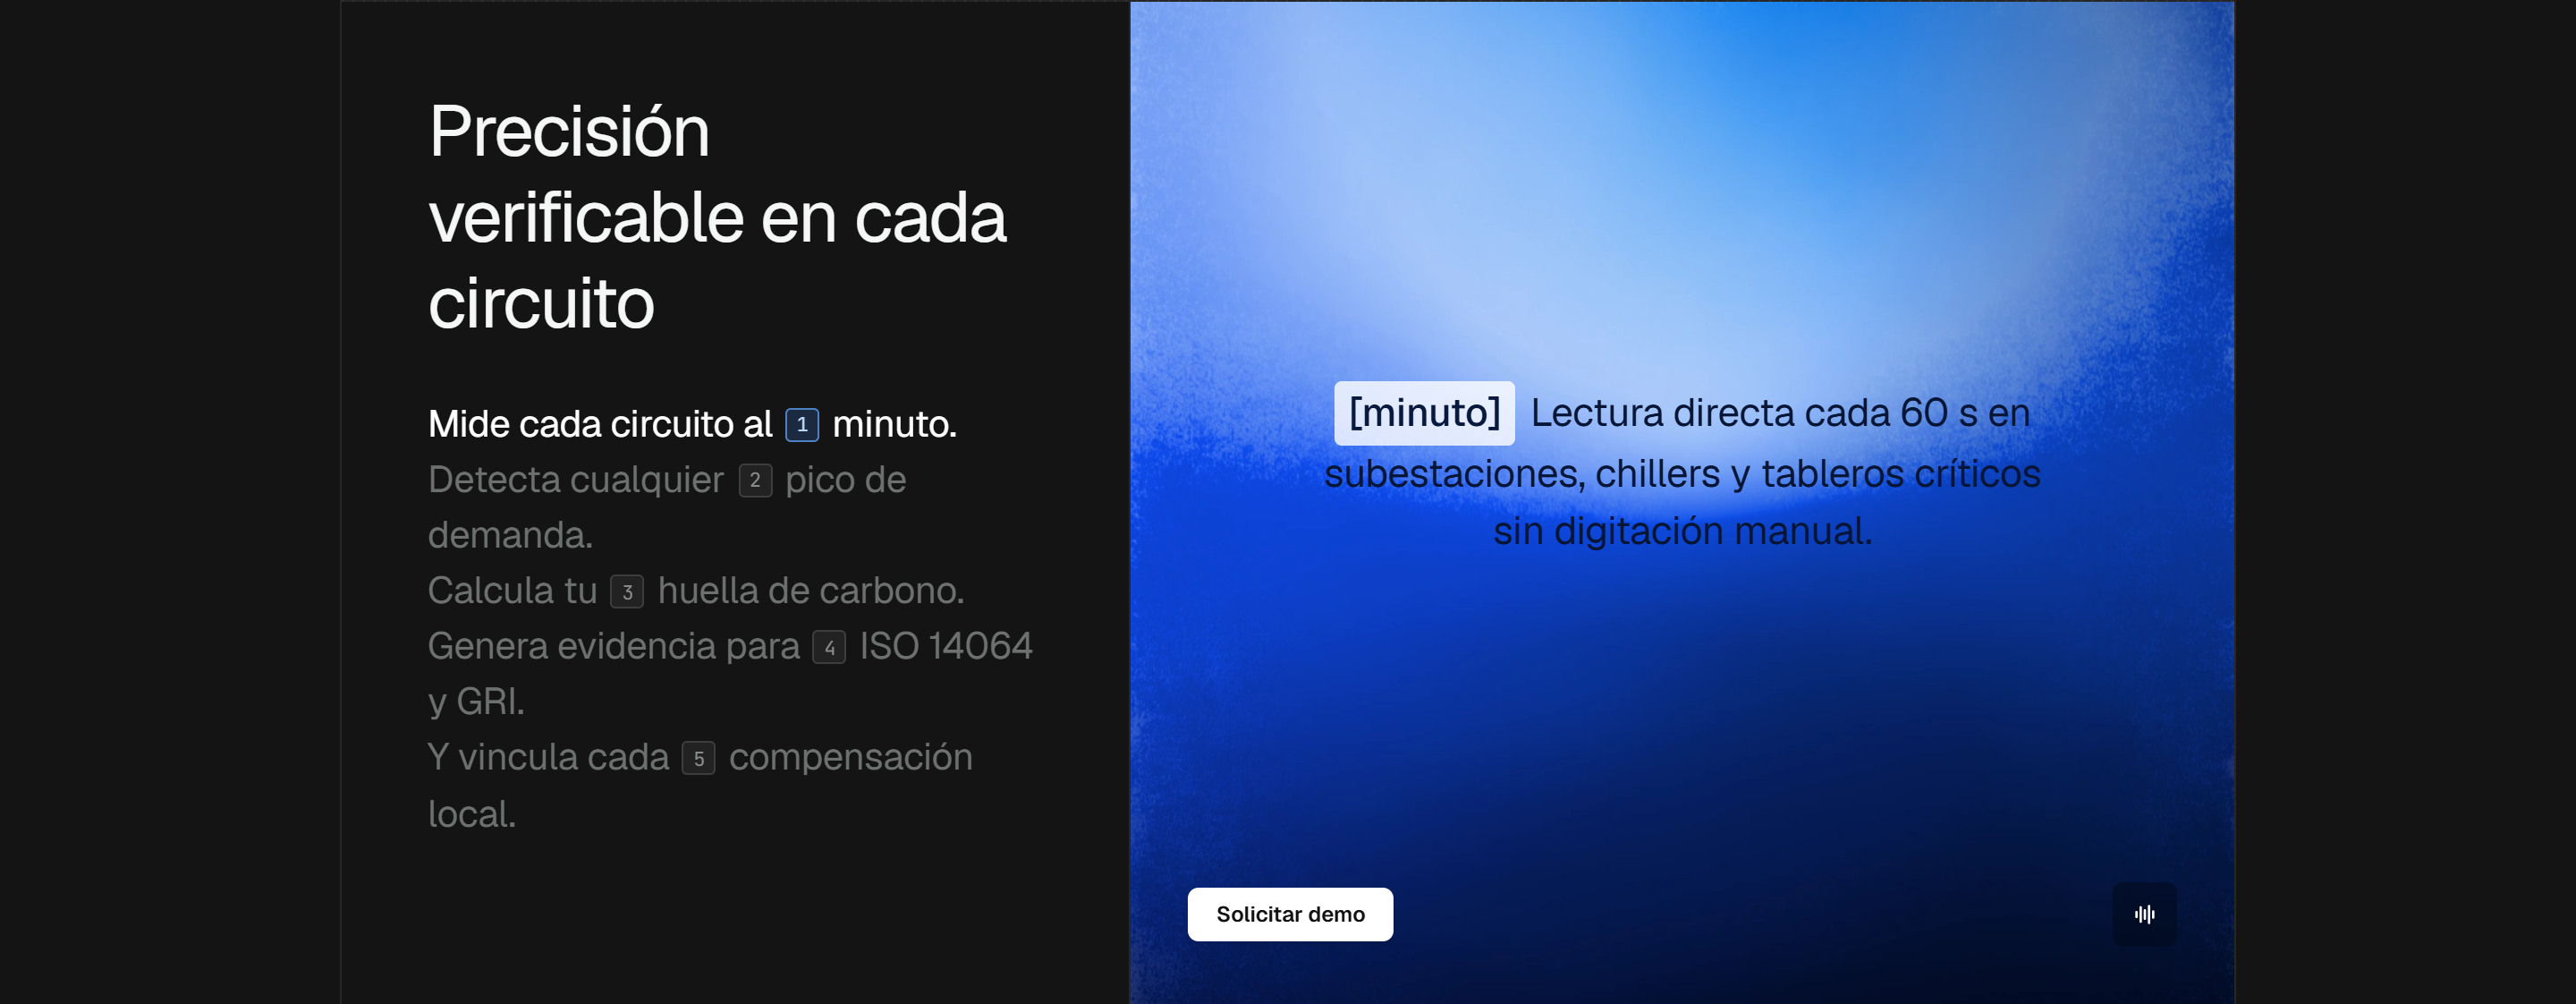 Precisión
verificable en cada
circuito
Mide cada circuito al 1 minuto.
Detecta cualquier 2 pico de
demanda.
Calcula tu 3 huella de carbono.
Genera evidencia para 4 ISO 14064
y GRI.
Y vincula cada 5 compensación
local.
[minuto] Lectura directa cada 60 s en
subestaciones, chillers y tableros críticos
sin digitación manual.
Solicitar demo